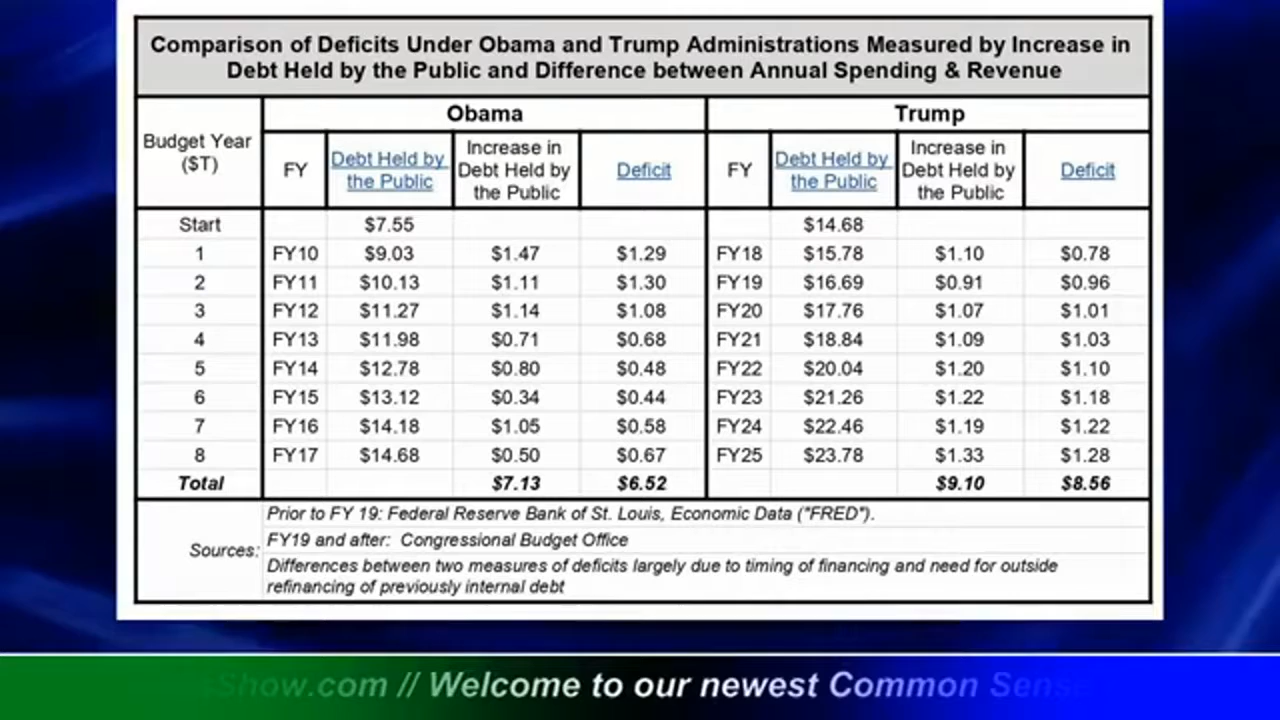 Comparison of Deficits Under Obama and Trump Administrations Measured by Increase in
Debt Held by the Public and Difference between Annual Spending & Revenue
Budget Year
($T)
Obama
Trump
FY
Debt Held by
the Public
Increase in
Debt Held by
the Public
Deficit
FY
Debt Held by
the Public
Increase in
Debt Held by
the Public
Deficit
Start $7.55 $14.68
1 FY10 $9.03 $1.47 $1.29 FY18 $15.78 $1.10 $0.78
2 FY11 $10.13 $1.11 $1.30 FY19 $16.69 $0.91 $0.96
3 FY12 $11.27 $1.14 $1.08 FY20 $17.76 $1.07 $1.01
4 FY13 $11.98 $0.71 $0.68 FY21 $18.84 $1.09 $1.03
5 FY14 $12.78 $0.80 $0.48 FY22 $20.04 $1.20 $1.10
6 FY15 $13.12 $0.34 $0.44 FY23 $21.26 $1.22 $1.18
7 FY16 $14.18 $1.05 $0.58 FY24 $22.46 $1.19 $1.22
8 FY17 $14.68 $0.50 $0.67 FY25 $23.78 $1.33 $1.28
Total $7.13 $6.52 $9.10 $8.56
Sources:
Prior to FY 19: Federal Reserve Bank of St. Louis, Economic Data ("FRED").
FY19 and after: Congressional Budget Office
Differences between two measures of deficits largely due to timing of financing and need for outside
refinancing of previously internal debt
sShow.com // Welcome to our newest Common Sense